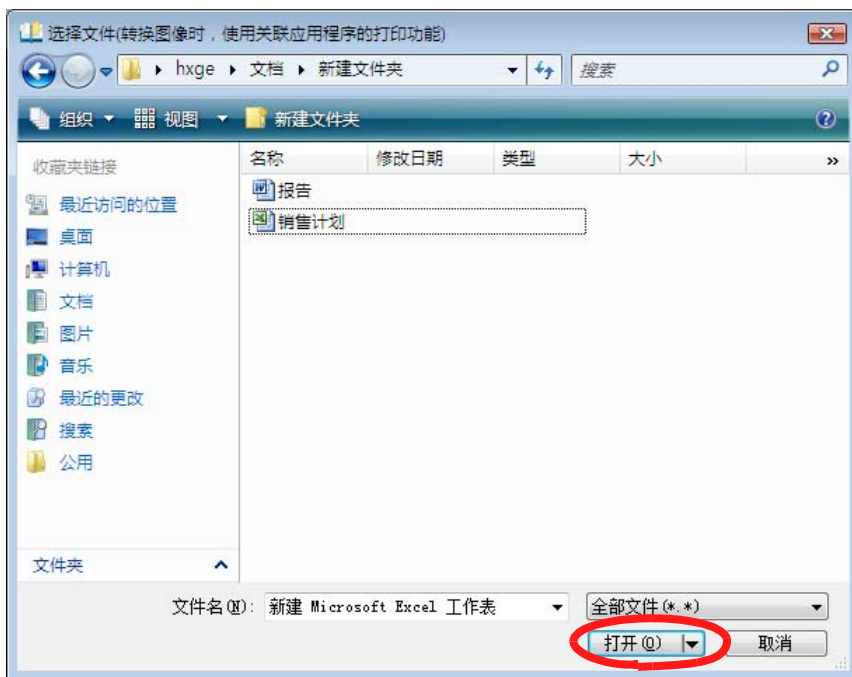 选择文件(转换图像时，使用关联应用程序的打印功能)
hxge 文档 新建文件夹 搜索
组织 视图 新建文件夹
收藏夹链接 名称 修改日期 类型 大小 »
最近访问的位置 报告
桌面 销售计划
计算机
文档
图片
音乐
最近的更改
搜索
公用
文件夹
文件名(N): 新建 Microsoft Excel 工作表 全部文件(*.*)
打开(O) 取消